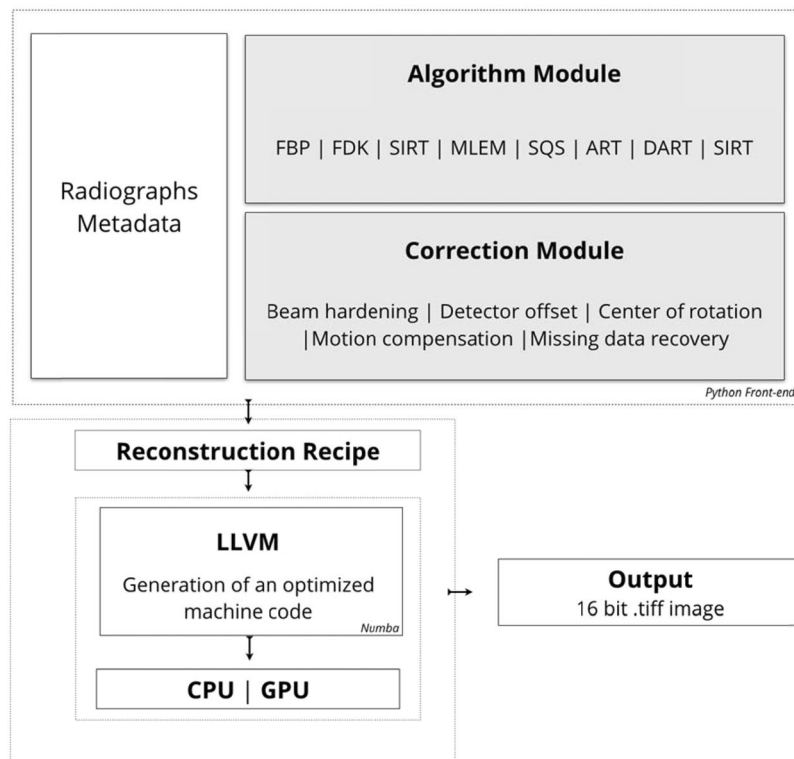 Radiographs
Metadata
Algorithm Module
FBP | FDK | SIRT | MLEM | SQS | ART | DART | SIRT
Correction Module
Beam hardening | Detector offset | Center of rotation
|Motion compensation |Missing data recovery
Python Front-end
Reconstruction Recipe
LLVM
Generation of an optimized
machine code
Numba
CPU | GPU
Output
16 bit .tiff image